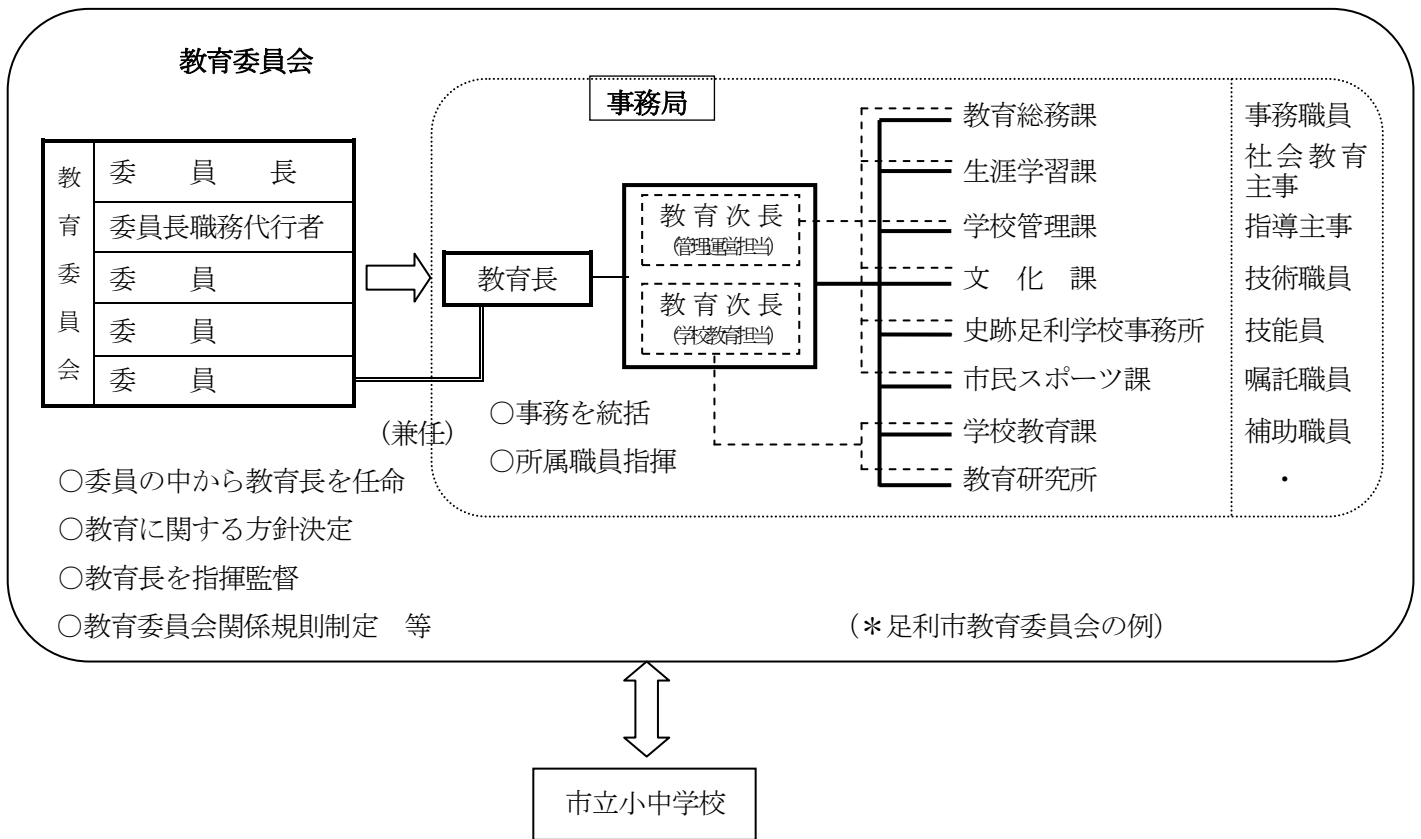 教育委員会
事務局
教育委員会
委員長
委員長職務代行者
委員
委員
委員
(兼任)
○委員の中から教育長を任命
○教育に関する方針決定
○教育長を指揮監督
○教育委員会関係規則制定　等
教育長
○事務を統括
○所属職員指揮
教育次長
(管理運営担当)
教育次長
(学校教育担当)
教育総務課
生涯学習課
学校管理課
文化課
史跡足利学校事務所
市民スポーツ課
学校教育課
教育研究所
事務職員
社会教育
主事
指導主事
技術職員
技能員
嘱託職員
補助職員
・
(＊足利市教育委員会の例)
市立小中学校